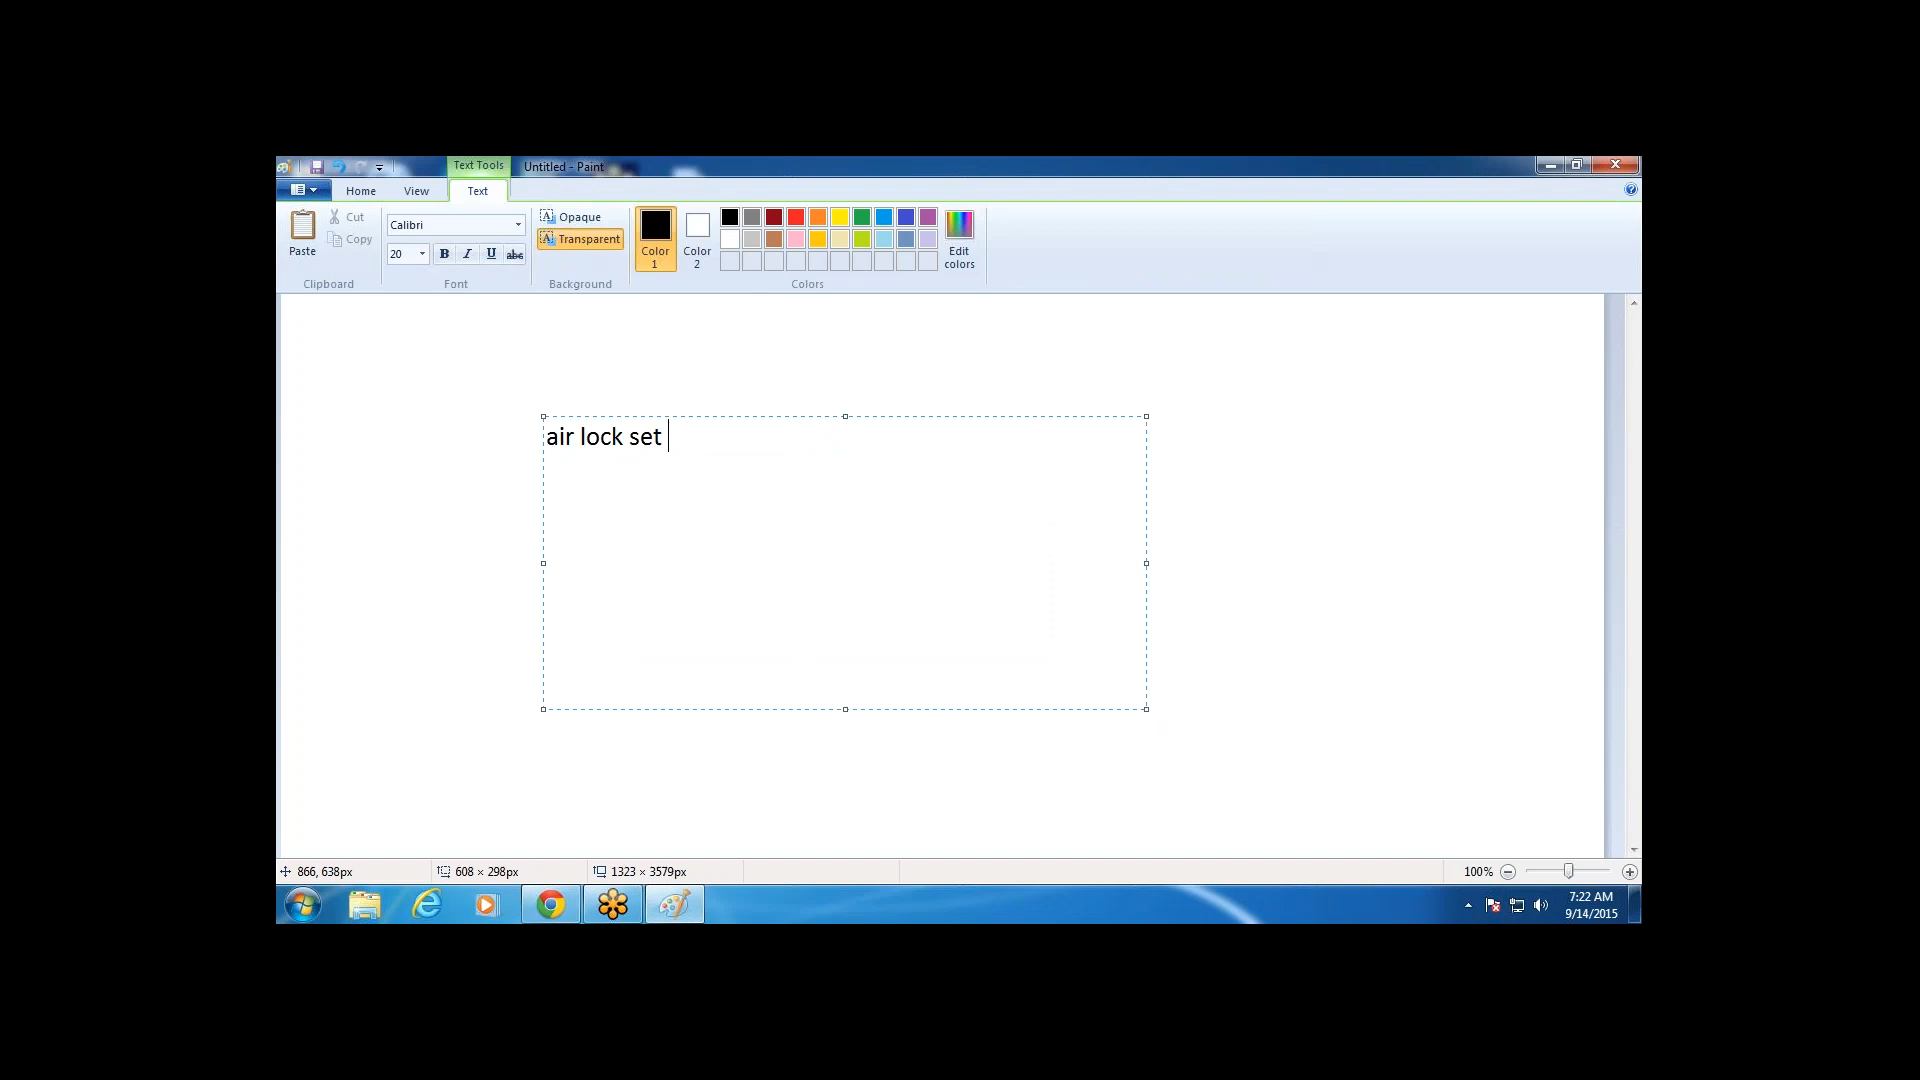 Text Tools
Untitled - Paint
Home
View
Text
Paste
Cut
Copy
Clipboard
Calibri
20
B I U abc
Font
Opaque
Transparent
Background
Color 1
Color 2
Edit colors
Colors
air lock set
866, 638px
608 × 298px
1323 × 3579px
100%
7:22 AM
9/14/2015